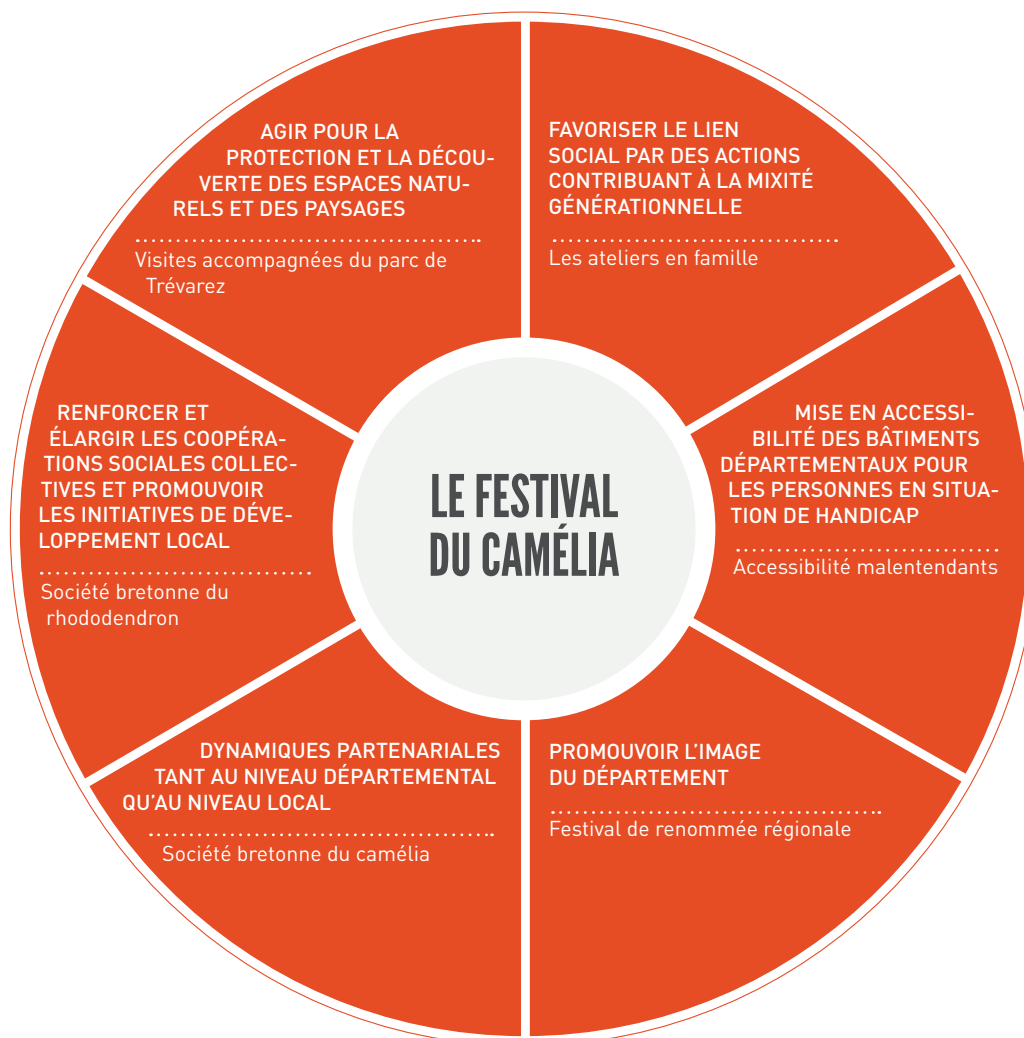 AGIR POUR LA
PROTECTION ET LA DÉCOU-
VERTE DES ESPACES NATU-
RELS ET DES PAYSAGES
Visites accompagnées du parc de
Trévarez
FAVORISER LE LIEN
SOCIAL PAR DES ACTIONS
CONTRIBUANT À LA MIXITÉ
GÉNÉRATIONNELLE
Les ateliers en famille
RENFORCER ET
ÉLARGIR LES COOPÉRA-
TIONS SOCIALES COLLEC-
TIVES ET PROMOUVOIR
LES INITIATIVES DE DÉVE-
LOPPEMENT LOCAL
Société bretonne du
rhododendron
LE FESTIVAL
DU CAMÉLIA
MISE EN ACCESSI-
BILITÉ DES BÂTIMENTS
DÉPARTEMENTAUX POUR
LES PERSONNES EN SITUA-
TION DE HANDICAP
Accessibilité malentendants
DYNAMIQUES PARTENARIALES
TANT AU NIVEAU DÉPARTEMENTAL
QU'AU NIVEAU LOCAL
Société bretonne du camélia
PROMOUVOIR L'IMAGE
DU DÉPARTEMENT
Festival de renommée régionale